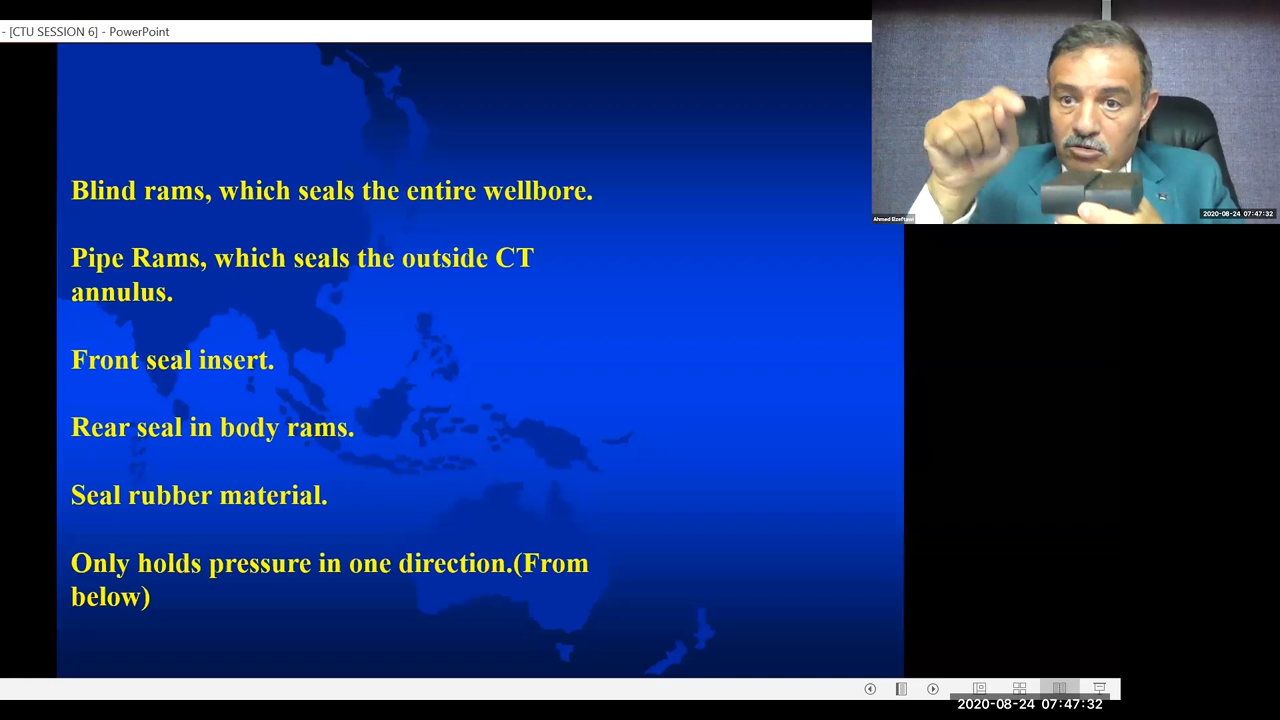 - [CTU SESSION 6] - PowerPoint
Blind rams, which seals the entire wellbore.
Pipe Rams, which seals the outside CT
annulus.
Front seal insert.
Rear seal in body rams.
Seal rubber material.
Only holds pressure in one direction.(From
below)
Ahmed Elzeftawi
2020-08-24 07:47:32
2020-08-24 07:47:32